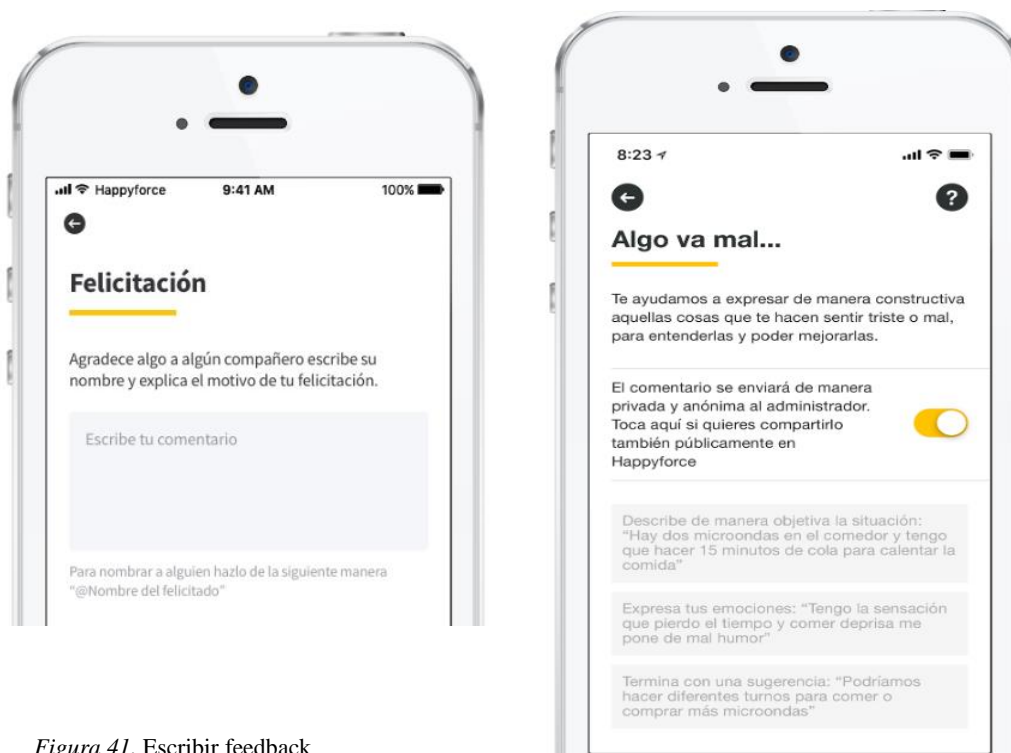 Happyforce 9:41 AM 100%
Felicitación
Agradece algo a algún compañero escribe su
nombre y explica el motivo de tu felicitación.
Escribe tu comentario
Para nombrar a alguien hazlo de la siguiente manera
"@Nombre del felicitado"
8:23
?
Algo va mal...
Te ayudamos a expresar de manera constructiva
aquellas cosas que te hacen sentir triste o mal,
para entenderlas y poder mejorarlas.
El comentario se enviará de manera
privada y anónima al administrador.
Toca aquí si quieres compartirlo
también públicamente en
Happyforce
Describe de manera objetiva la situación:
“Hay dos microondas en el comedor y tengo
que hacer 15 minutos de cola para calentar la
comida”
Expresa tus emociones: “Tengo la sensación
que pierdo el tiempo y comer deprisa me
pone de mal humor”
Termina con una sugerencia: “Podríamos
hacer diferentes turnos para comer o
comprar más microondas”
Figura 41. Escribir feedback